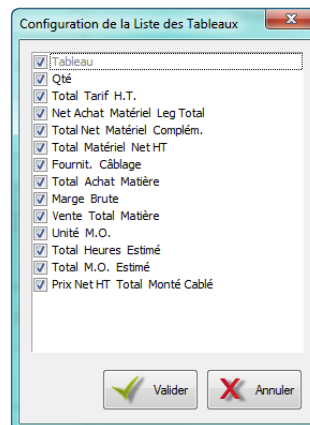 Configuration de la Liste des Tableaux
Tableau
Qté
Total Tarif H.T.
Net Achat Matériel Leg Total
Total Net Matériel Complém.
Total Matériel Net HT
Fournit. Câblage
Total Achat Matière
Marge Brute
Vente Total Matière
Unité M.O.
Total Heures Estimé
Total M.O. Estimé
Prix Net HT Total Monté Cablé
Valider Annuler